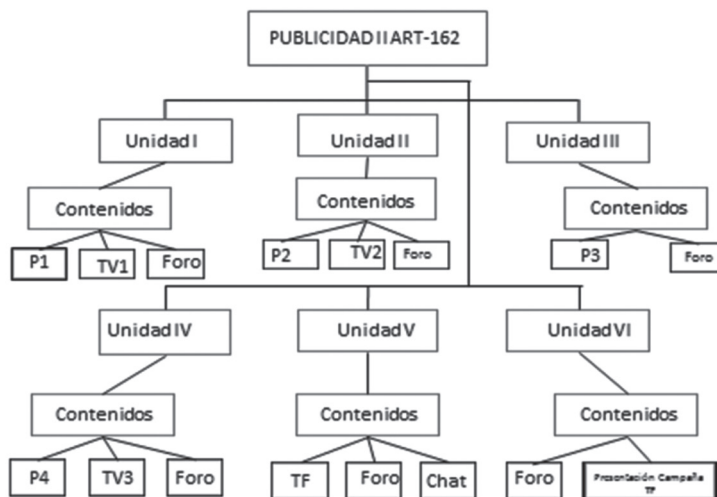 PUBLICIDAD II ART-162
Unidad I
Unidad II
Unidad III
Contenidos
Contenidos
Contenidos
P1
TV1
Foro
P2
TV2
Foro
P3
Foro
Unidad IV
Unidad V
Unidad VI
Contenidos
Contenidos
Contenidos
P4
TV3
Foro
TF
Foro
Chat
Foro
Presentación Campaña
TF